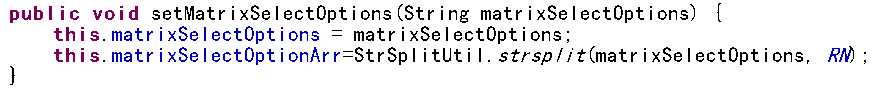 public void setMatrixSelectOptions(String matrixSelectOptions) {
    this.matrixSelectOptions = matrixSelectOptions;
    this.matrixSelectOptionArr=StrSplitUtil.strsplit(matrixSelectOptions, RN);
}